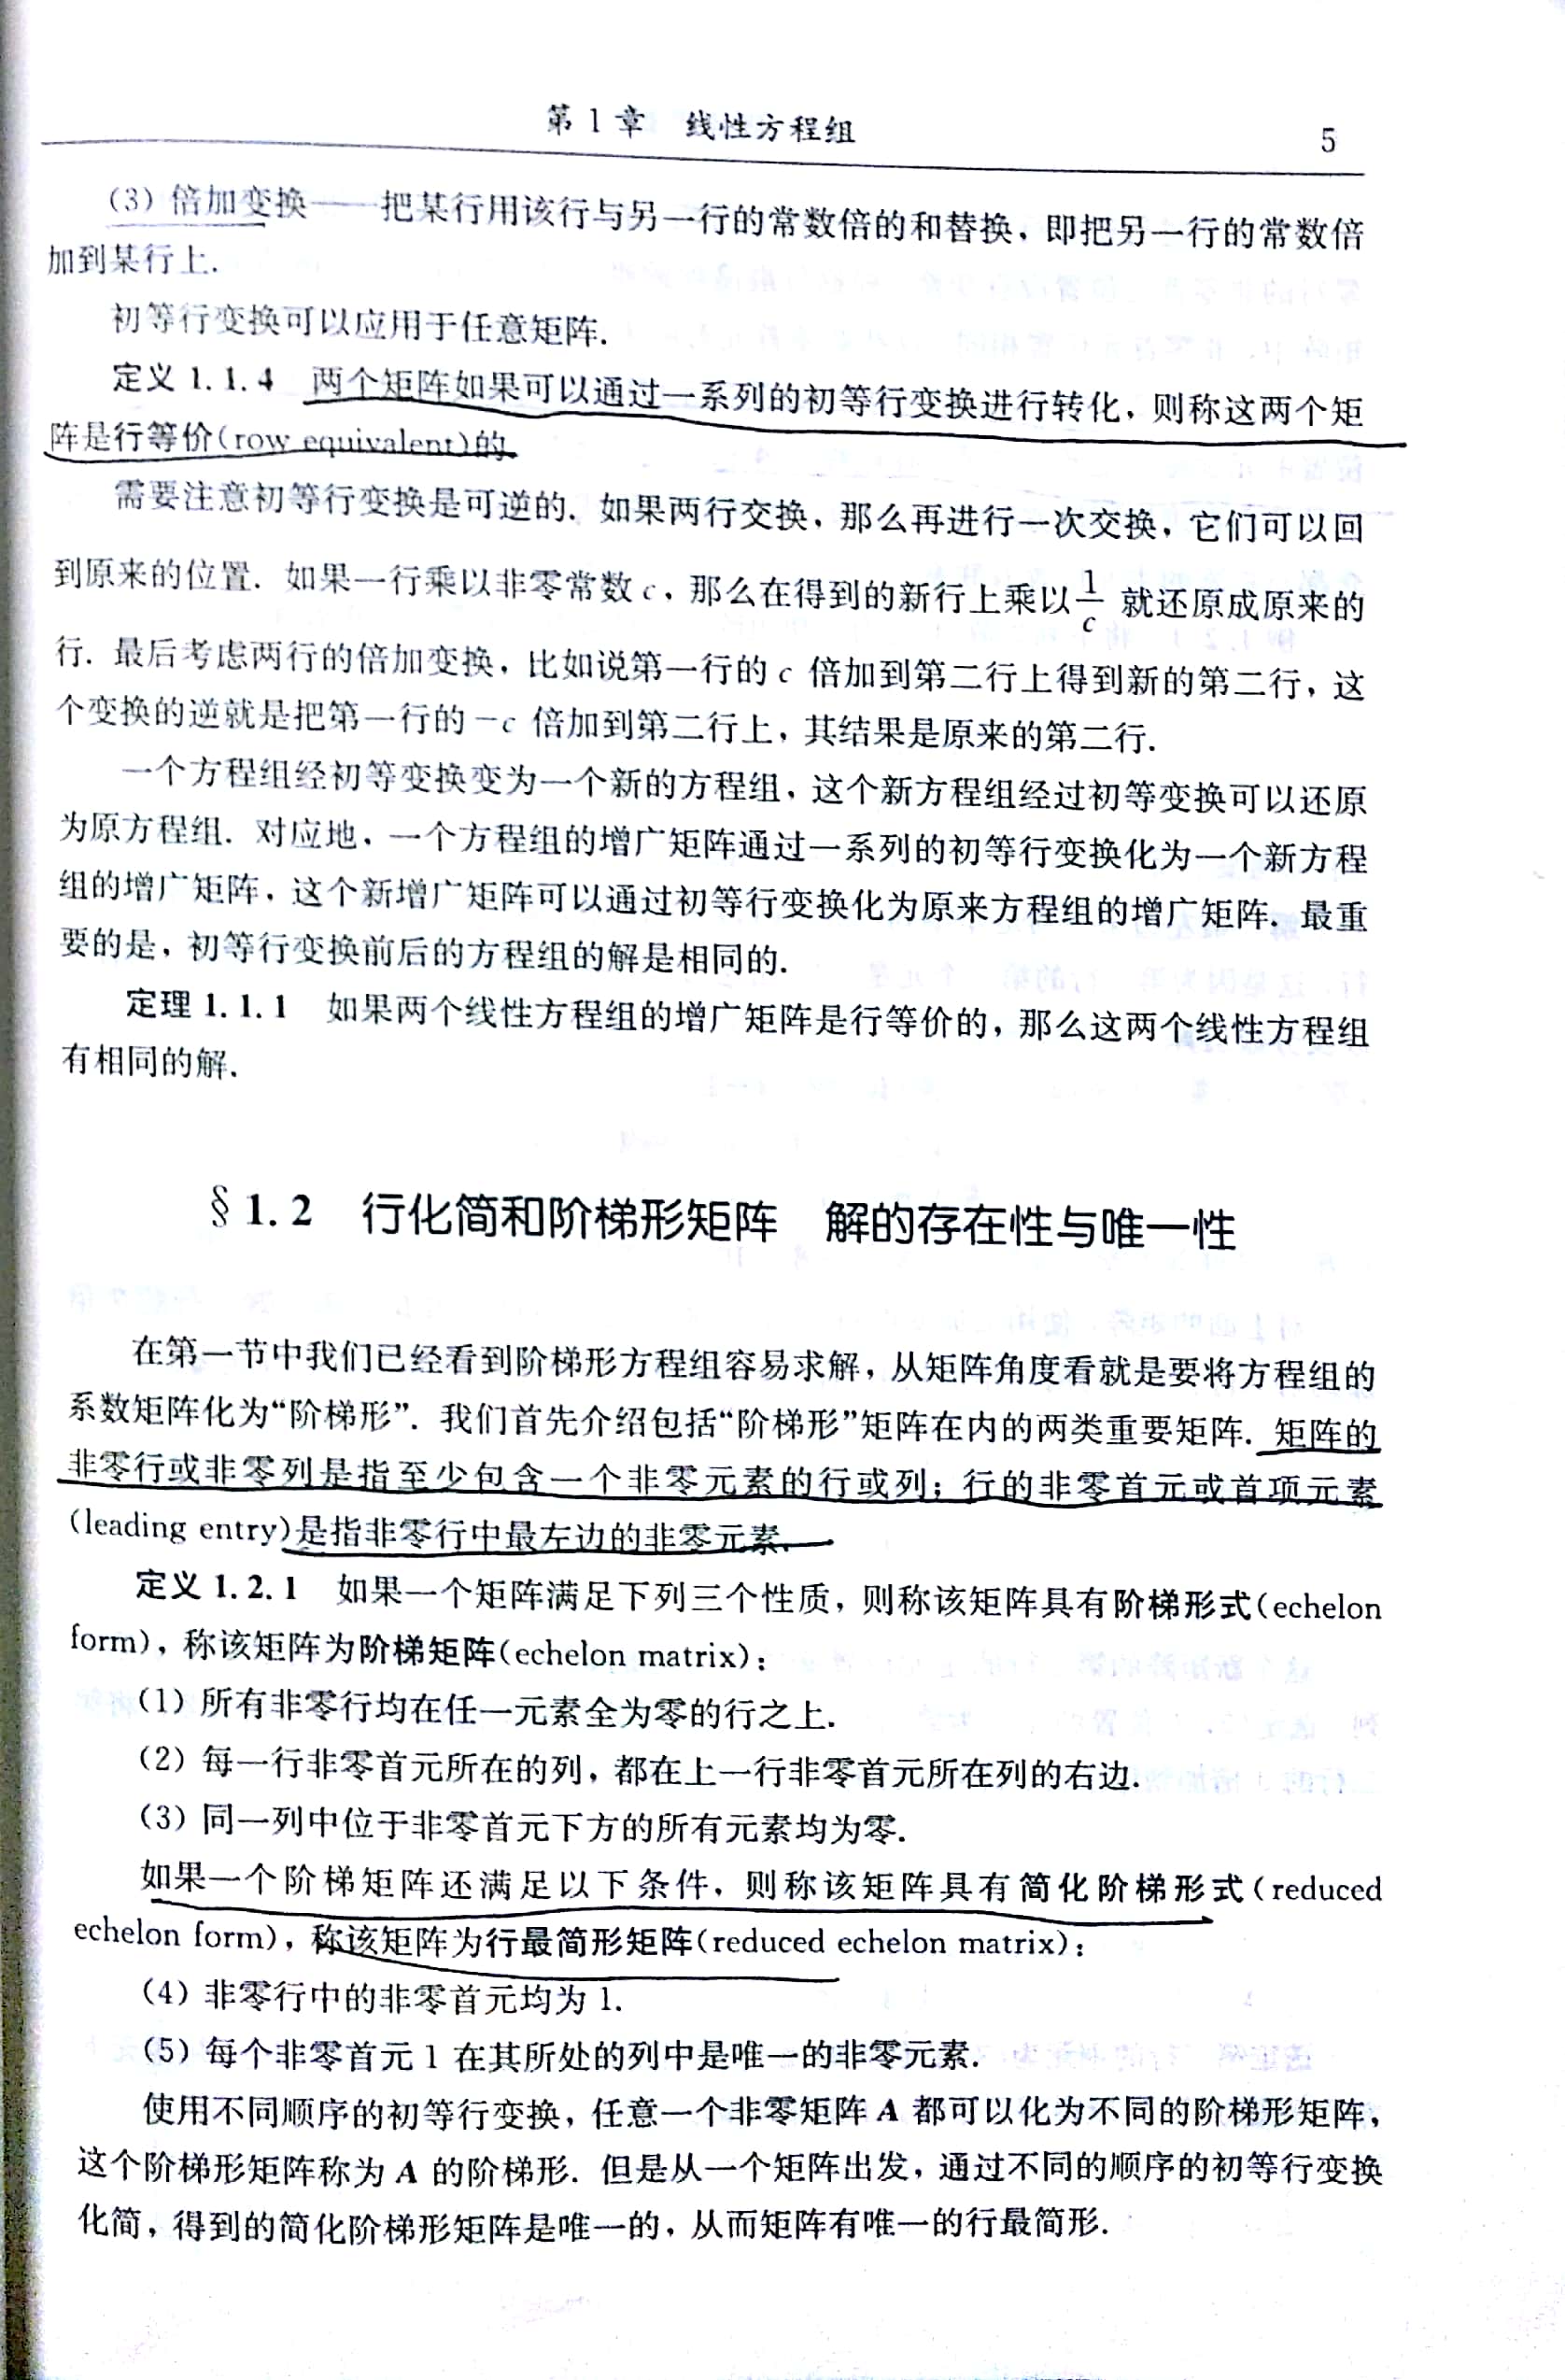 第 1 章　线性方程组
5
(3) 倍加变换——把某行用该行与另一行的常数倍的和替换，即把另一行的常数倍
加到某行上.
初等行变换可以应用于任意矩阵.
定义 1.1.4　两个矩阵如果可以通过一系列的初等行变换进行转化，则称这两个矩
阵是行等价(row equivalent)的.
需要注意初等行变换是可逆的. 如果两行交换，那么再进行一次交换，它们可以回
到原来的位置. 如果一行乘以非零常数 c，那么在得到的新行上乘以 1/c 就还原成原来的
行. 最后考虑两行的倍加变换，比如说第一行的 c 倍加到第二行上得到新的第二行，这
个变换的逆就是把第一行的 −c 倍加到第二行上，其结果是原来的第二行.
一个方程组经初等变换变为一个新的方程组，这个新方程组经过初等变换可以还原
为原方程组. 对应地，一个方程组的增广矩阵通过一系列的初等行变换化为一个新方程
组的增广矩阵，这个新增广矩阵可以通过初等行变换化为原来方程组的增广矩阵. 最重
要的是，初等行变换前后的方程组的解是相同的.
定理 1.1.1　如果两个线性方程组的增广矩阵是行等价的，那么这两个线性方程组
有相同的解.
§1.2　行化简和阶梯形矩阵　解的存在性与唯一性
在第一节中我们已经看到阶梯形方程组容易求解，从矩阵角度看就是要将方程组的
系数矩阵化为“阶梯形”. 我们首先介绍包括“阶梯形”矩阵在内的两类重要矩阵. 矩阵的
非零行或非零列是指至少包含一个非零元素的行或列；行的非零首元或首项元素
(leading entry)是指非零行中最左边的非零元素.
定义 1.2.1　如果一个矩阵满足下列三个性质，则称该矩阵具有阶梯形式(echelon
form)，称该矩阵为阶梯矩阵(echelon matrix)：
(1) 所有非零行均在任一元素全为零的行之上.
(2) 每一行非零首元所在的列，都在上一行非零首元所在列的右边.
(3) 同一列中位于非零首元下方的所有元素均为零.
如果一个阶梯矩阵还满足以下条件，则称该矩阵具有简化阶梯形式(reduced
echelon form)，称该矩阵为行最简形矩阵(reduced echelon matrix)：
(4) 非零行中的非零首元均为 1.
(5) 每个非零首元 1 在其所处的列中是唯一的非零元素.
使用不同顺序的初等行变换，任意一个非零矩阵 A 都可以化为不同的阶梯形矩阵，
这个阶梯形矩阵称为 A 的阶梯形. 但是从一个矩阵出发，通过不同的顺序的初等行变换
化简，得到的简化阶梯形矩阵是唯一的，从而矩阵有唯一的行最简形.